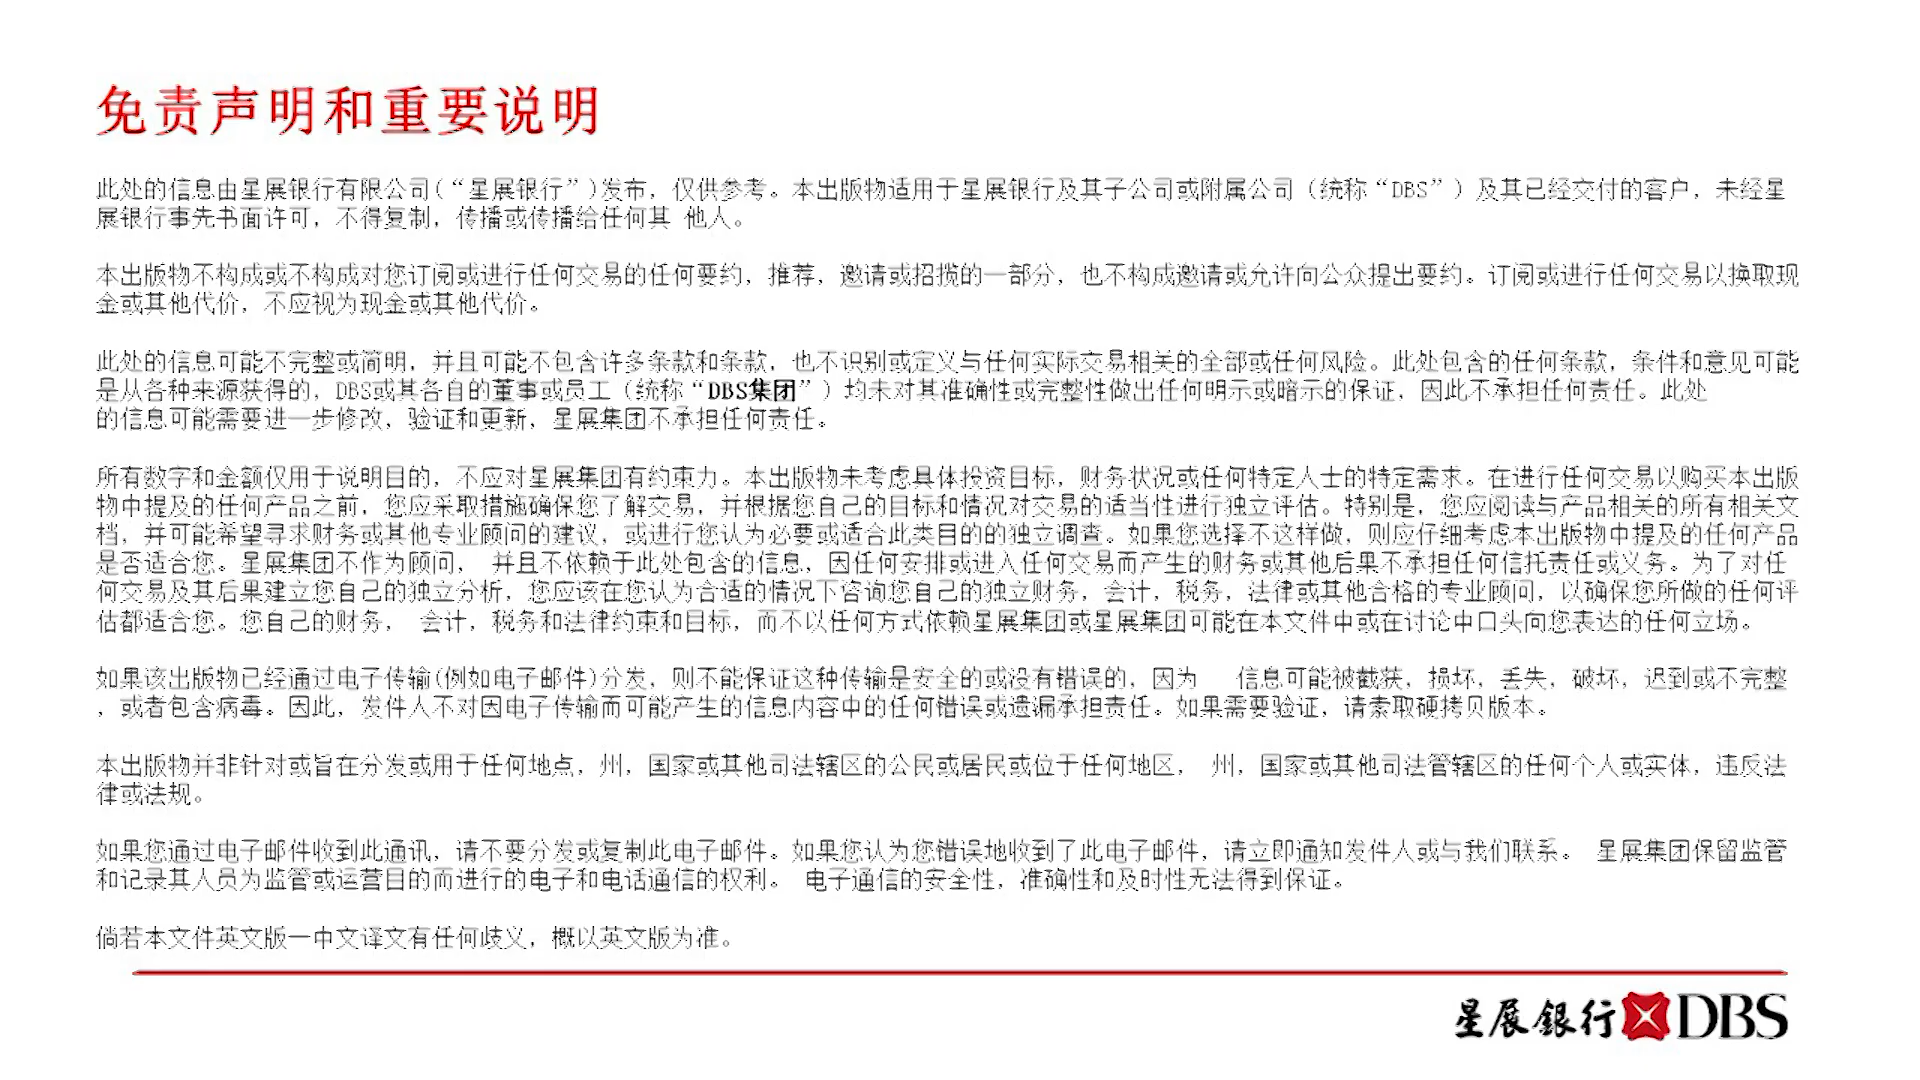 免责声明和重要说明
此处的信息由星展银行有限公司(“星展银行”)发布，仅供参考。本出版物适用于星展银行及其子公司或附属公司（统称“DBS”）及其已经交付的客户，未经星
展银行事先书面许可，不得复制，传播或传播给任何其 他人。
本出版物不构成或不构成对您订阅或进行任何交易的任何要约，推荐，邀请或招揽的一部分，也不构成邀请或允许向公众提出要约。订阅或进行任何交易以换取现
金或其他代价，不应视为现金或其他代价。
此处的信息可能不完整或简明，并且可能不包含许多条款和条款，也不识别或定义与任何实际交易相关的全部或任何风险。此处包含的任何条款，条件和意见可能
是从各种来源获得的，DBS或其各自的董事或员工（统称“DBS集团”）均未对其准确性或完整性做出任何明示或暗示的保证，因此不承担任何责任。此处
的信息可能需要进一步修改，验证和更新，星展集团不承担任何责任。
所有数字和金额仅用于说明目的，不应对星展集团有约束力。本出版物未考虑具体投资目标，财务状况或任何特定人士的特定需求。在进行任何交易以购买本出版
物中提及的任何产品之前，您应采取措施确保您了解交易，并根据您自己的目标和情况对交易的适当性进行独立评估。特别是，您应阅读与产品相关的所有相关文
档，并可能希望寻求财务或其他专业顾问的建议，或进行您认为必要或适合此类目的的独立调查。如果您选择不这样做，则应仔细考虑本出版物中提及的任何产品
是否适合您。星展集团不作为顾问， 并且不依赖于此处包含的信息，因任何安排或进入任何交易而产生的财务或其他后果不承担任何信托责任或义务。为了对任
何交易及其后果建立您自己的独立分析，您应该在您认为合适的情况下咨询您自己的独立财务，会计，税务，法律或其他合格的专业顾问，以确保您所做的任何评
估都适合您。您自己的财务， 会计，税务和法律约束和目标，而不以任何方式依赖星展集团或星展集团可能在本文件中或在讨论中口头向您表达的任何立场。
如果该出版物已经通过电子传输(例如电子邮件)分发，则不能保证这种传输是安全的或没有错误的，因为 信息可能被截获，损坏，丢失，破坏，迟到或不完整
，或者包含病毒。因此，发件人不对因电子传输而可能产生的信息内容中的任何错误或遗漏承担责任。如果需要验证，请索取硬拷贝版本。
本出版物并非针对或旨在分发或用于任何地点，州，国家或其他司法辖区的公民或居民或位于任何地区， 州，国家或其他司法管辖区的任何个人或实体，违反法
律或法规。
如果您通过电子邮件收到此通讯，请不要分发或复制此电子邮件。如果您认为您错误地收到了此电子邮件，请立即通知发件人或与我们联系。 星展集团保留监管
和记录其人员为监管或运营目的而进行的电子和电话通信的权利。 电子通信的安全性，准确性和及时性无法得到保证。
倘若本文件英文版一中文译文有任何歧义，概以英文版为准。
星展銀行 DBS